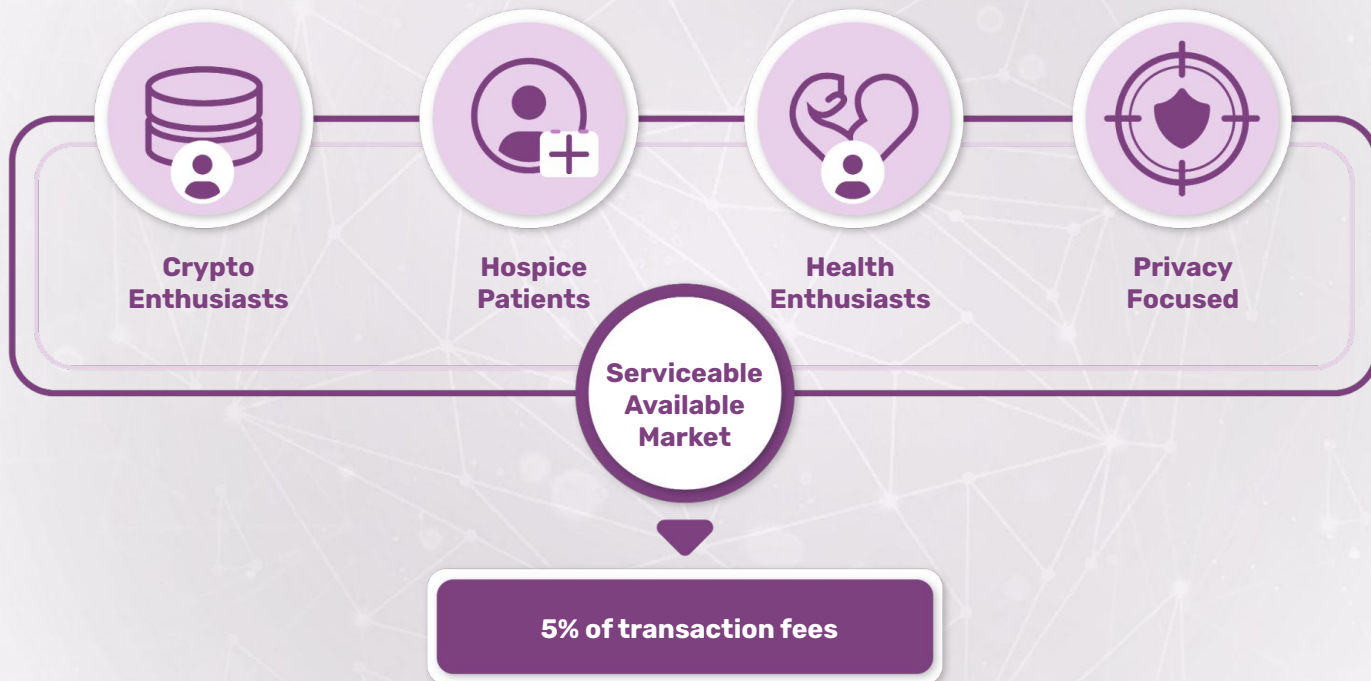 Crypto
Enthusiasts
Hospice
Patients
Health
Enthusiasts
Privacy
Focused
Serviceable
Available
Market
5% of transaction fees